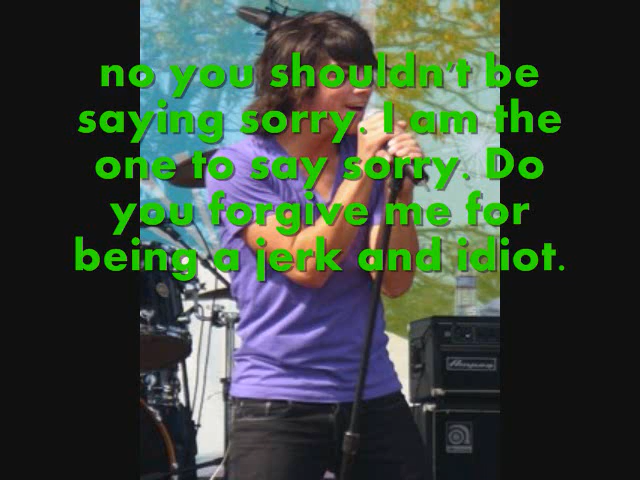 no you shouldn't be
saying sorry. I am the
one to say sorry. Do
you forgive me for
being a jerk and idiot.
Ampeg